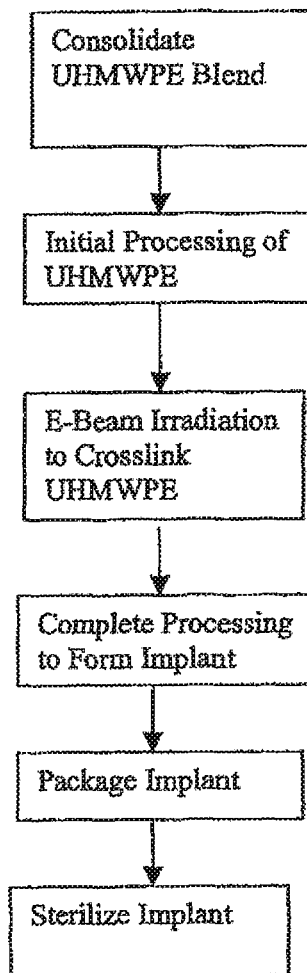 Consolidate
UHMWPE Blend
Initial Processing of
UHMWPE
E-Beam Irradiation
to Crosslink
UHMWPE
Complete Processing
to Form Implant
Package Implant
Sterilize Implant